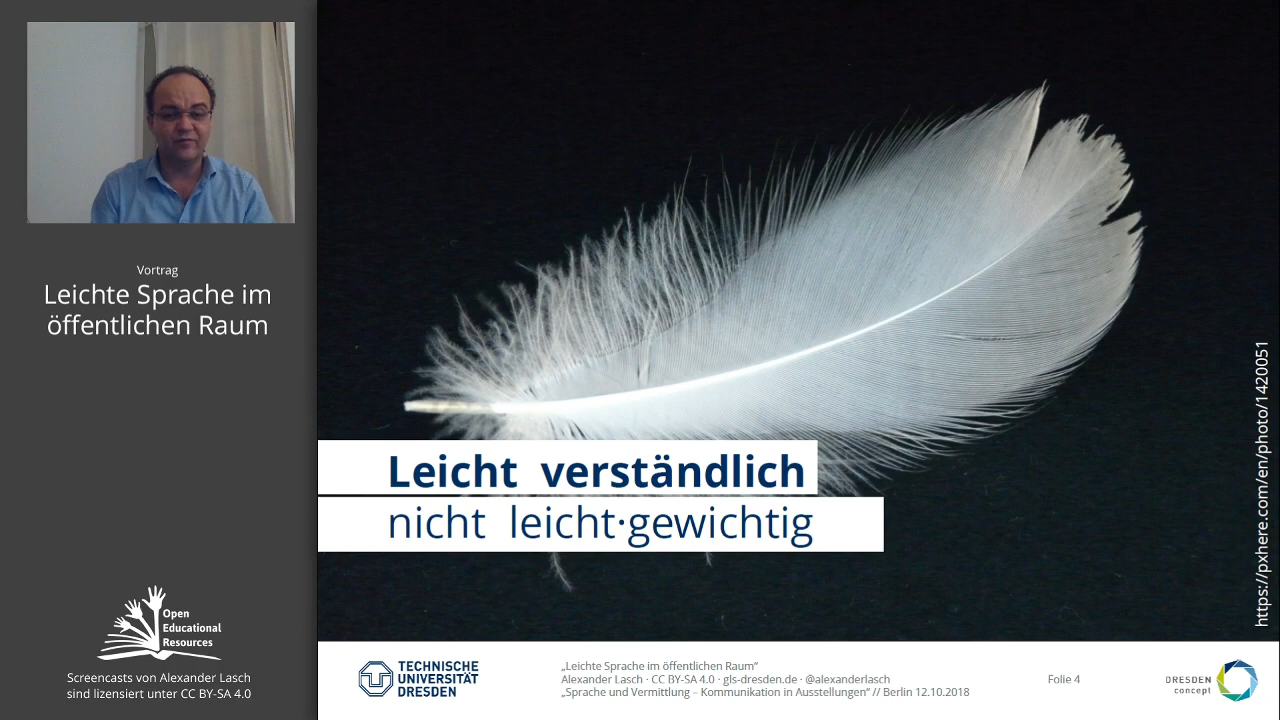 Vortrag
Leichte Sprache im
öffentlichen Raum
Open
Educational
Resources
Screencasts von Alexander Lasch
sind lizensiert unter CC BY-SA 4.0
Leicht verständlich
nicht leicht·gewichtig
https://pxhere.com/en/photo/1420051
TECHNISCHE
UNIVERSITÄT
DRESDEN
„Leichte Sprache im öffentlichen Raum“
Alexander Lasch · CC BY-SA 4.0 · gls-dresden.de · @alexanderlasch
„Sprache und Vermittlung – Kommunikation in Ausstellungen“ // Berlin 12.10.2018
Folie 4
DRESDEN
concept